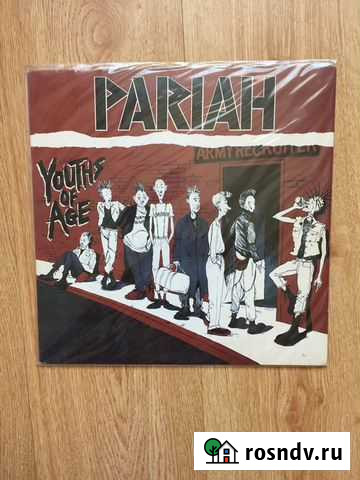 PARIAH
ARMY RECRUITER
YOUTHS
OF
AGE
rosndv.ru